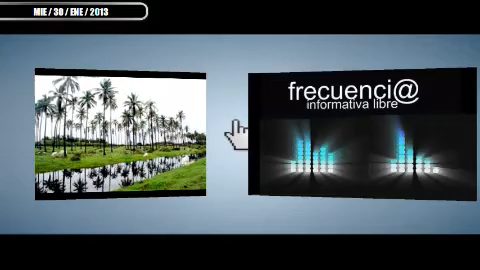 MIE / 30 / ENE / 2013
frecuenci@
informativa libre